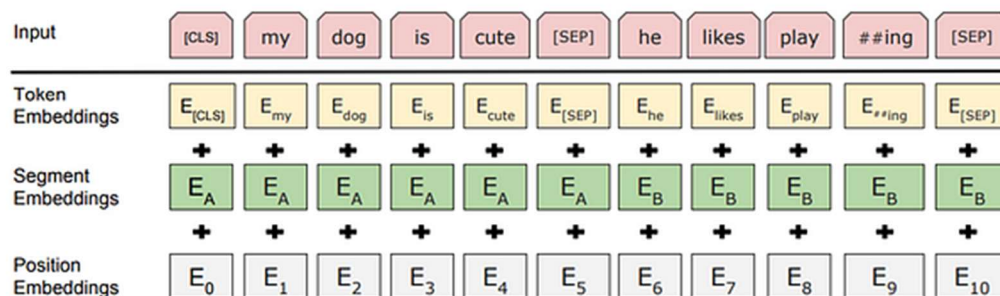 Input [CLS] my dog is cute [SEP] he likes play ##ing [SEP]
Token
Embeddings E[CLS] Emy Edog Eis Ecute E[SEP] Ehe Elikes Eplay E##ing E[SEP]
+ + + + + + + + + + +
Segment
Embeddings EA EA EA EA EA EA EB EB EB EB EB
+ + + + + + + + + + +
Position
Embeddings E0 E1 E2 E3 E4 E5 E6 E7 E8 E9 E10